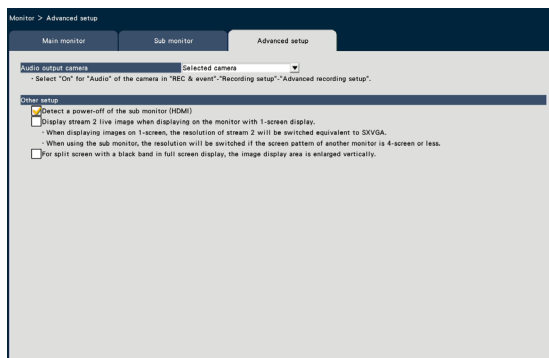 Monitor > Advanced setup
Main monitor
Sub monitor
Advanced setup
Audio output camera
Selected camera
・Select "On" for "Audio" of the camera in "REC & event"-"Recording setup"-"Advanced recording setup".
Other setup
Detect a power-off of the sub monitor (HDMI)
Display stream 2 live image when displaying on the monitor with 1-screen display.
・When displaying images on 1-screen, the resolution of stream 2 will be switched equivalent to SXVGA.
・When using the sub monitor, the resolution will be switched if the screen pattern of another monitor is 4-screen or less.
For split screen with a black band in full screen display, the image display area is enlarged vertically.